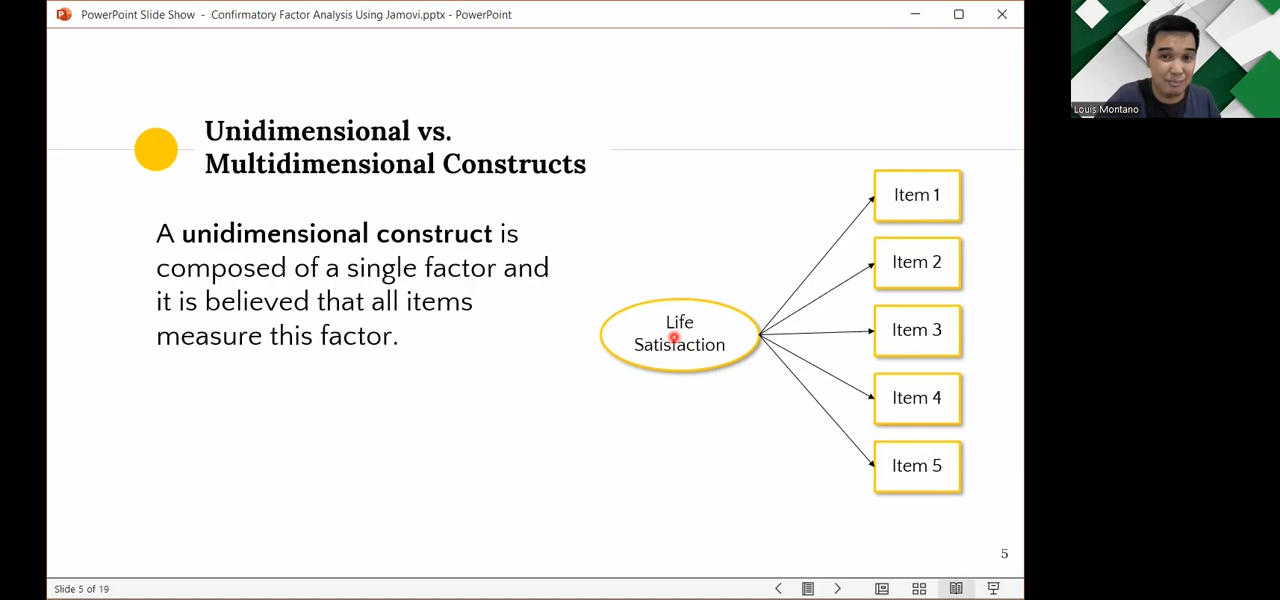 PowerPoint Slide Show - Confirmatory Factor Analysis Using Jamovi.pptx - PowerPoint
Louis Montano
Unidimensional vs.
Multidimensional Constructs
A unidimensional construct is
composed of a single factor and
it is believed that all items
measure this factor.
Life
Satisfaction
Item 1
Item 2
Item 3
Item 4
Item 5
5
Slide 5 of 19